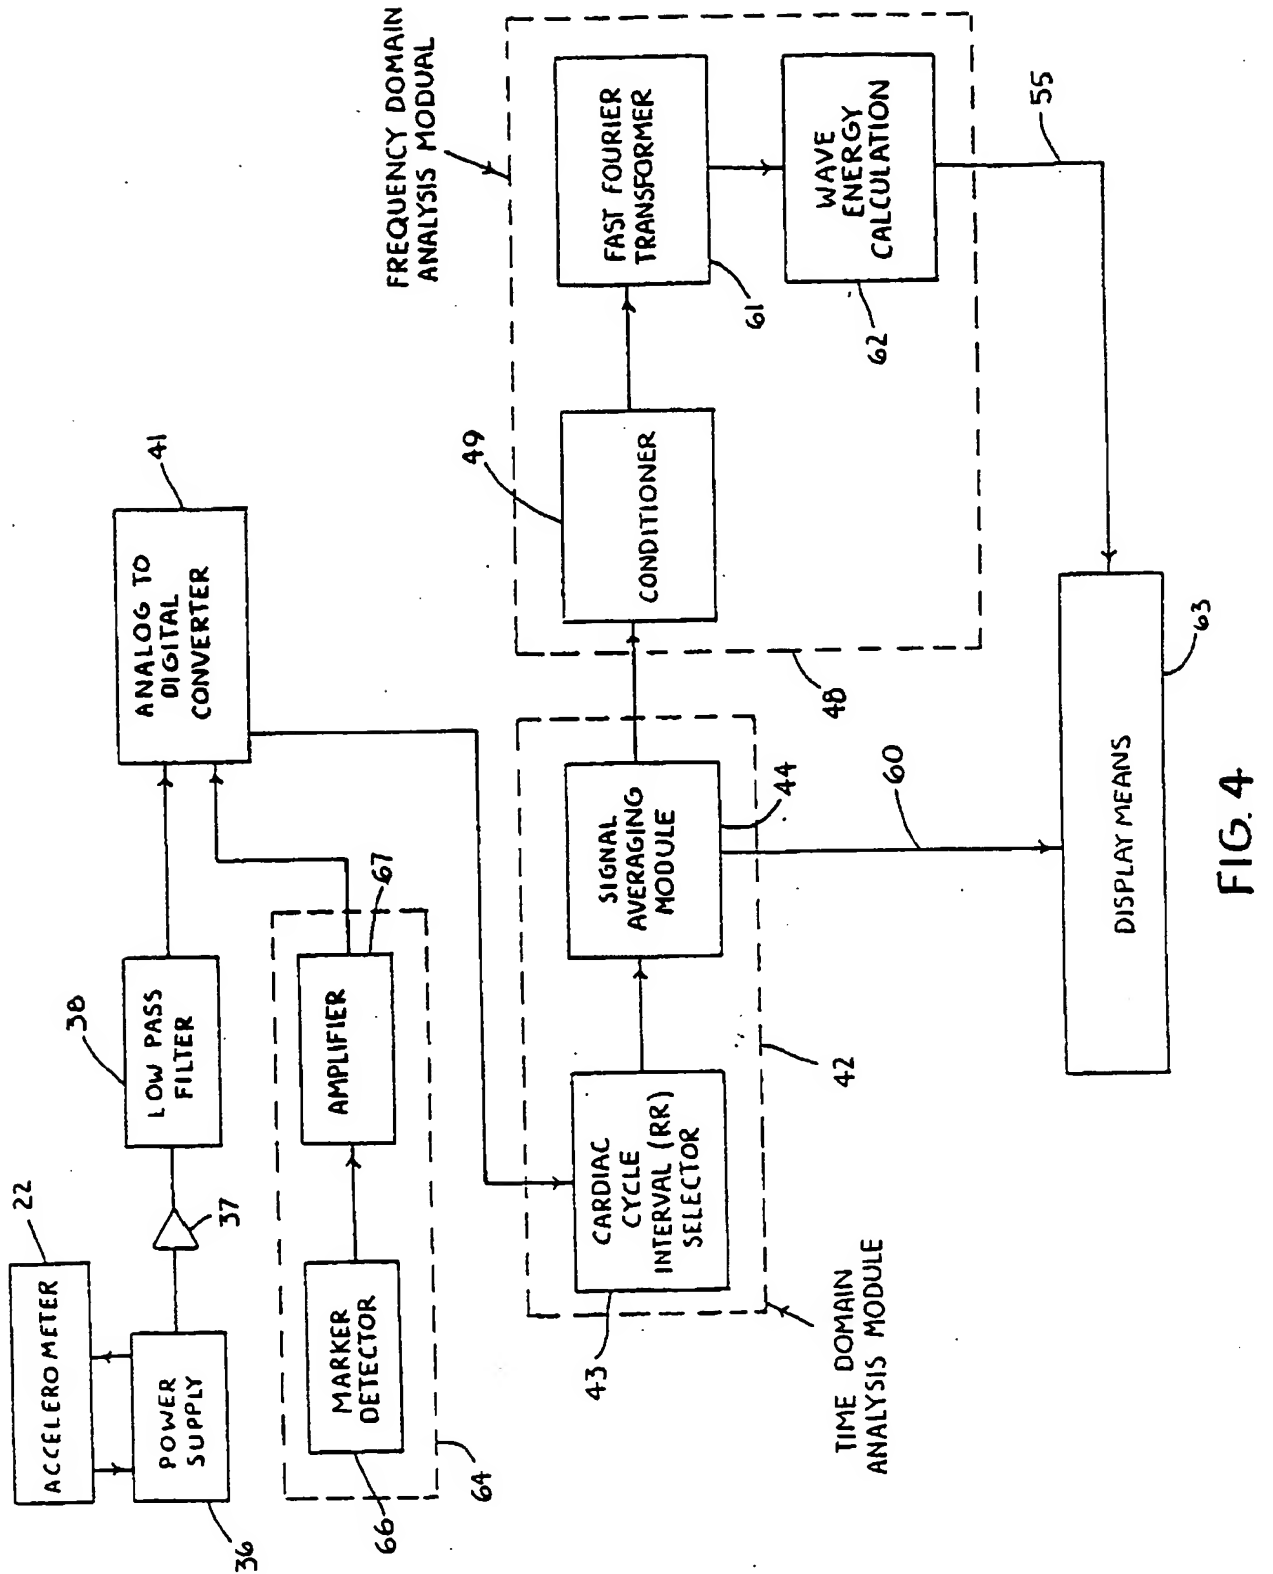 22
ACCELEROMETER
POWER
SUPPLY
36
37
38
LOW PASS
FILTER
41
ANALOG TO
DIGITAL
CONVERTER
66
MARKER
DETECTOR
64
AMPLIFIER
67
FREQUENCY DOMAIN
ANALYSIS MODUAL
43
CARDIAC
CYCLE
INTERVAL (RR)
SELECTOR
TIME DOMAIN
ANALYSIS MODULE
42
SIGNAL
AVERAGING
MODULE
44
60
48
49
CONDITIONER
FAST FOURIER
TRANSFORMER
61
WAVE
ENERGY
CALCULATION
62
55
DISPLAY MEANS
63
FIG. 4